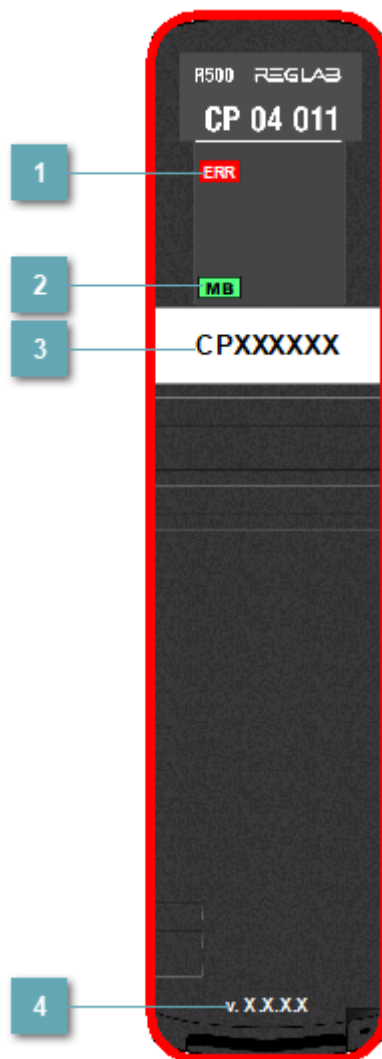 R500 REGLAB
CP 04 011
1
ERR
2
MB
3
CPXXXXXX
4
v. X.X.X.X